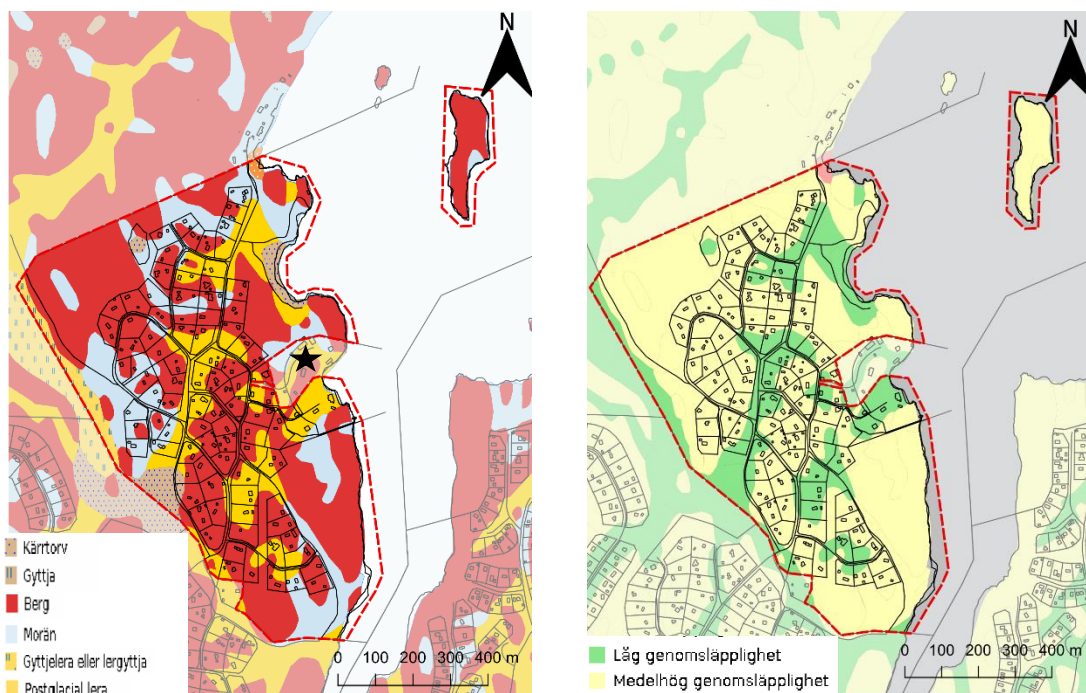 N
Kärrtorv
Gyttja
Berg
Morän
Gyttjelera eller lergyttja
Postglacial lera
0 100 200 300 400 m
N
Låg genomsläpplighet
Medelhög genomsläpplighet
0 100 200 300 400 m